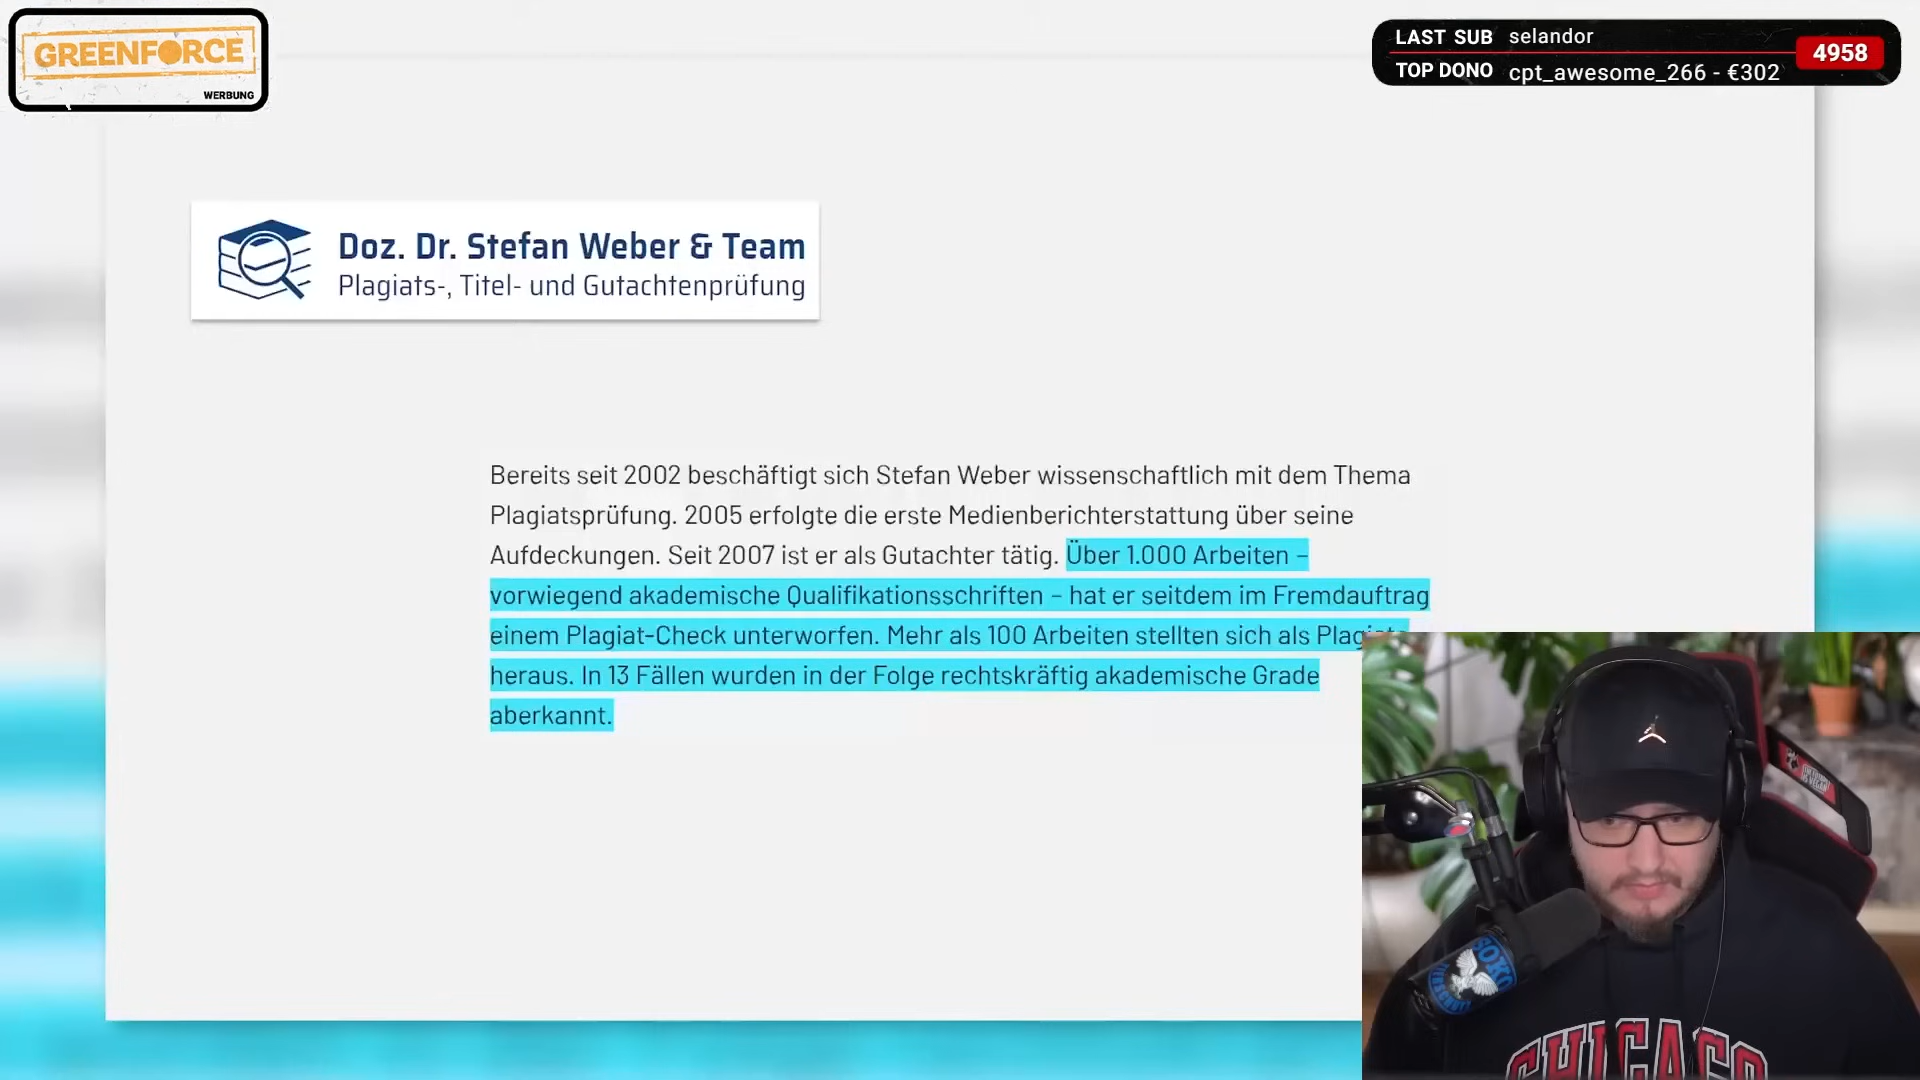 GREENFORCE
WERBUNG
LAST SUB selandor
TOP DONO cpt_awesome_266 - €302
4958
Doz. Dr. Stefan Weber & Team
Plagiats-, Titel- und Gutachtenprüfung
Bereits seit 2002 beschäftigt sich Stefan Weber wissenschaftlich mit dem Thema
Plagiatsprüfung. 2005 erfolgte die erste Medienberichterstattung über seine
Aufdeckungen. Seit 2007 ist er als Gutachter tätig. Über 1.000 Arbeiten –
vorwiegend akademische Qualifikationsschriften – hat er seitdem im Fremdauftrag
einem Plagiat-Check unterworfen. Mehr als 100 Arbeiten stellten sich als Plagiate
heraus. In 13 Fällen wurden in der Folge rechtskräftig akademische Grade
aberkannt.
CHICAGO